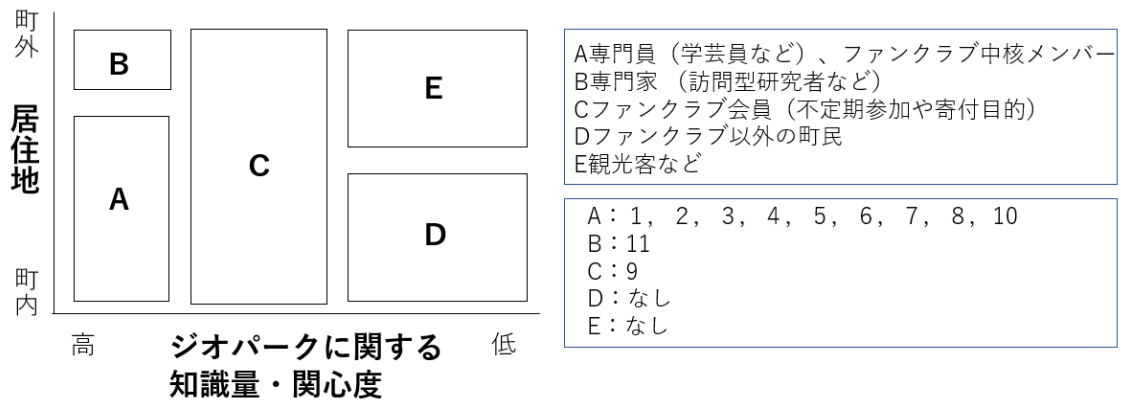 町外
居住地
町内
B
A
C
E
D
高
ジオパークに関する
知識量・関心度
低
A専門員（学芸員など）、ファンクラブ中核メンバー
B専門家 （訪問型研究者など）
Cファンクラブ会員（不定期参加や寄付目的）
Dファンクラブ以外の町民
E観光客など
A：1， 2， 3， 4， 5， 6， 7， 8，10
B：11
C：9
D：なし
E：なし